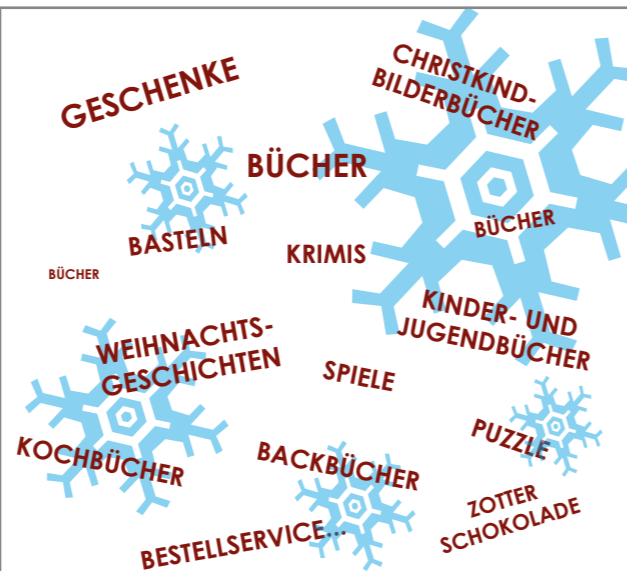 GESCHENKE
CHRISTKIND-
BILDERBÜCHER
BÜCHER
BÜCHER
BASTELN
KRIMIS
BÜCHER
KINDER- UND
JUGENDBÜCHER
WEIHNACHTS-
GESCHICHTEN
SPIELE
PUZZLE
KOCHBÜCHER
BACKBÜCHER
ZOTTER
SCHOKOLADE
BESTELLSERVICE...